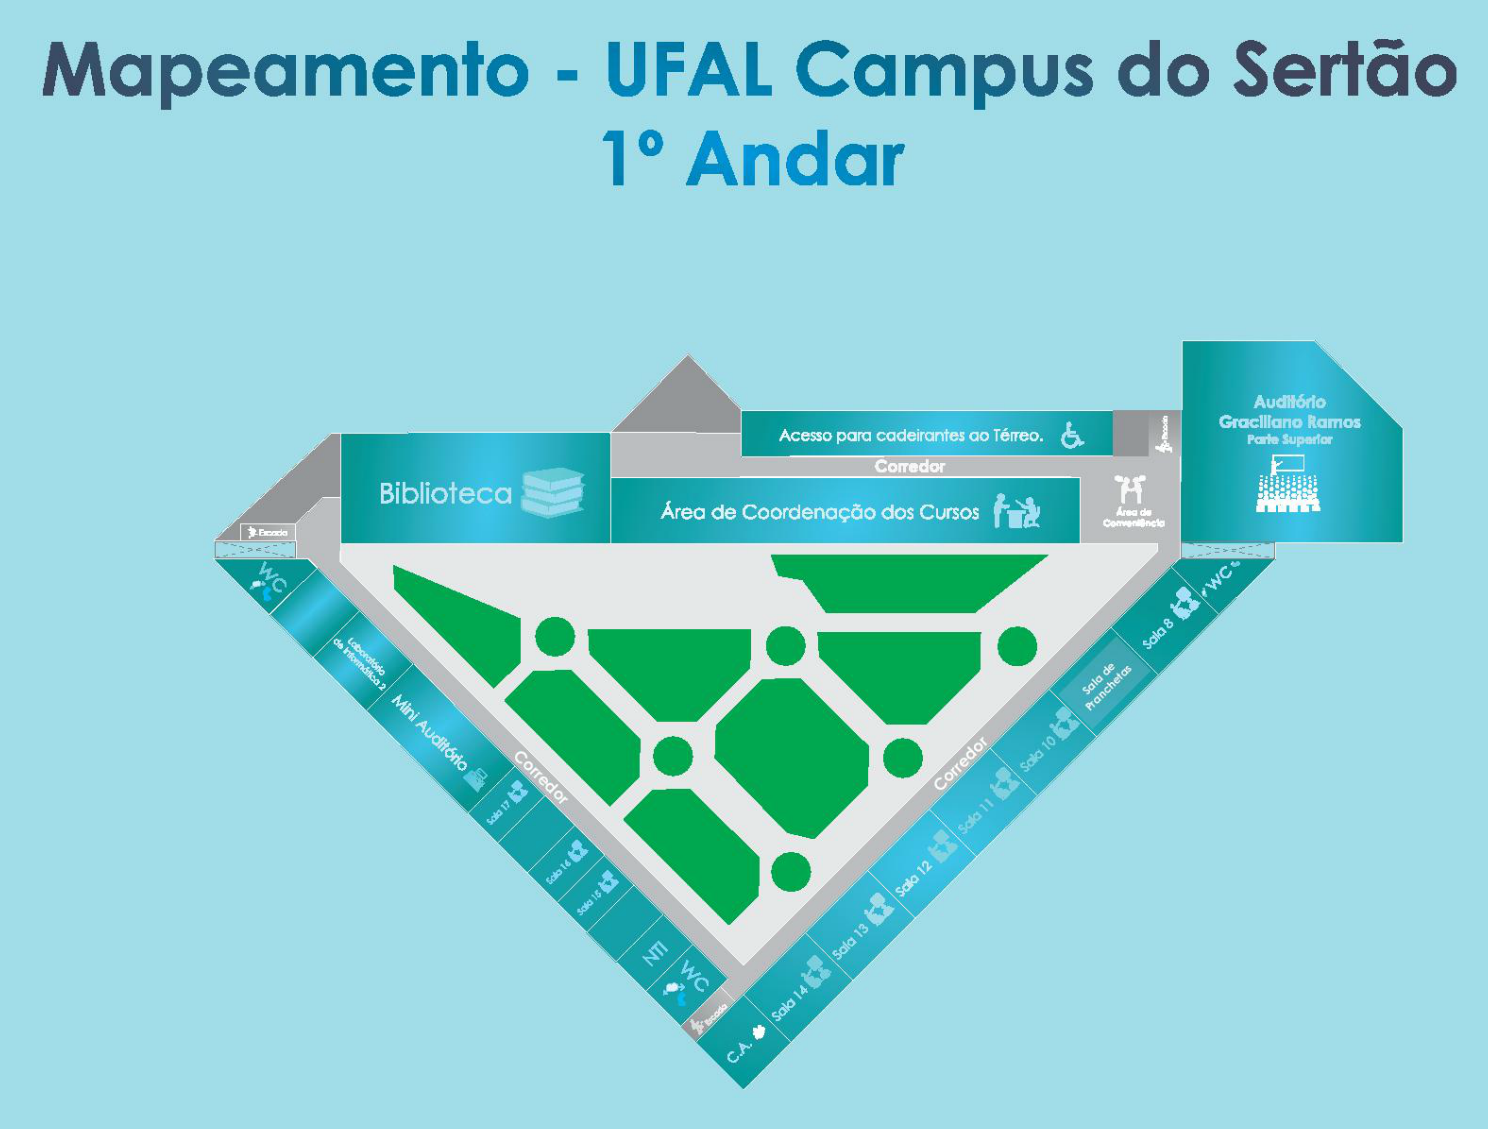 Mapeamento - UFAL Campus do Sertão
1º Andar
Auditório
Graciliano Ramos
Parte Superior
Acesso para cadeirantes ao Térreo.
Escada
Corredor
Biblioteca
Área de Coordenação dos Cursos
Área de
Conveniência
Escada
WC
Laboratório
de Informática 2
Mini Auditório
Corredor
Sala 17
Sala 16
Sala 15
NTI
WC
Escada
C.A.
Sala 14
Sala 13
Sala 12
Sala 11
Corredor
Sala 10
Sala de
Pranchetas
Sala 8
WC